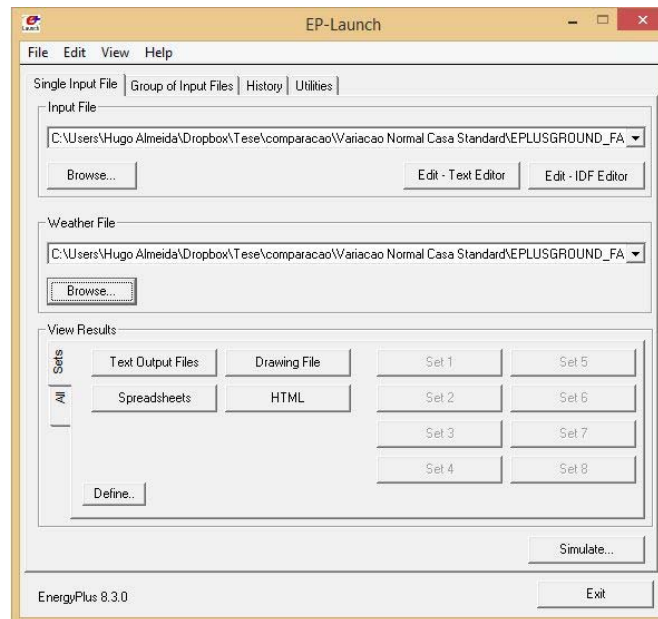 Launch
EP-Launch
File Edit View Help
Single Input File Group of Input Files History Utilities
Input File
C:\Users\Hugo Almeida\Dropbox\Tese\comparacao\Variacao Normal Casa Standard\EPLUSGROUND_FA
Browse... Edit - Text Editor Edit - IDF Editor
Weather File
C:\Users\Hugo Almeida\Dropbox\Tese\comparacao\Variacao Normal Casa Standard\EPLUSGROUND_FA
Browse...
View Results
Sets
All
Text Output Files Drawing File Set 1 Set 5
Spreadsheets HTML Set 2 Set 6
Set 3 Set 7
Set 4 Set 8
Define..
Simulate...
EnergyPlus 8.3.0 Exit